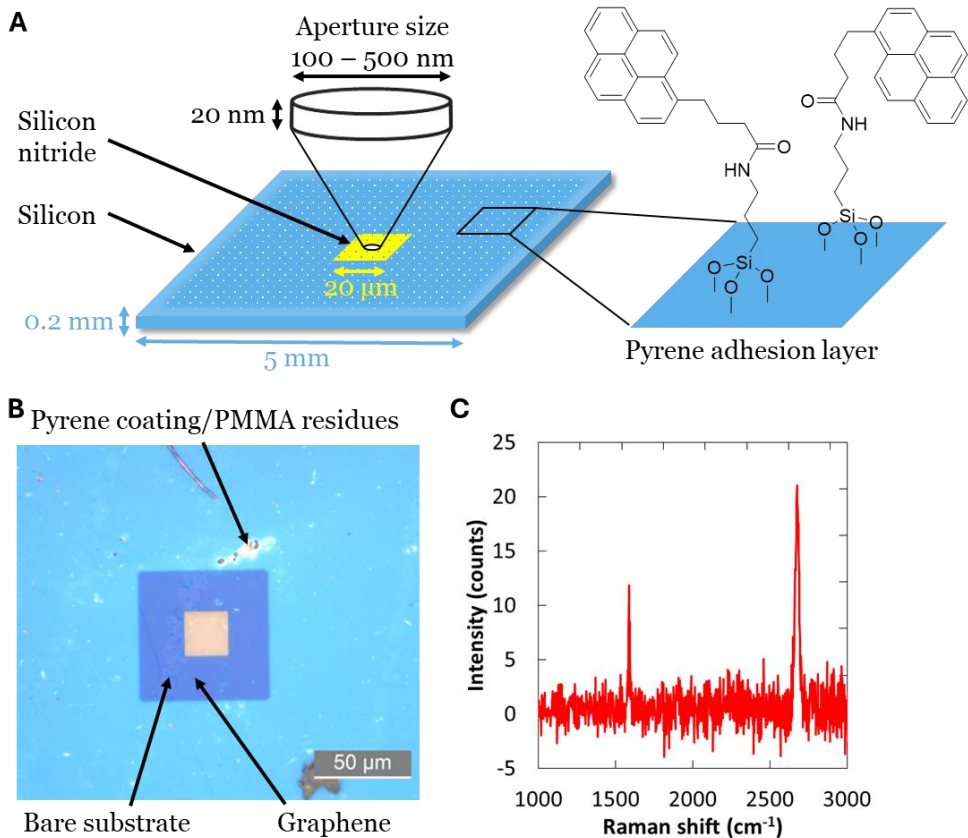 A
Aperture size
100 – 500 nm
20 nm
Silicon
nitride
Silicon
20 µm
0.2 mm
5 mm
O
HN
Si
O
O
O
O
NH
Si
O
O
O
Pyrene adhesion layer
B
Pyrene coating/PMMA residues
50 µm
Bare substrate
Graphene
C
Intensity (counts)
25
20
15
10
5
0
-5
1000
1500
2000
2500
3000
Raman shift (cm⁻¹)